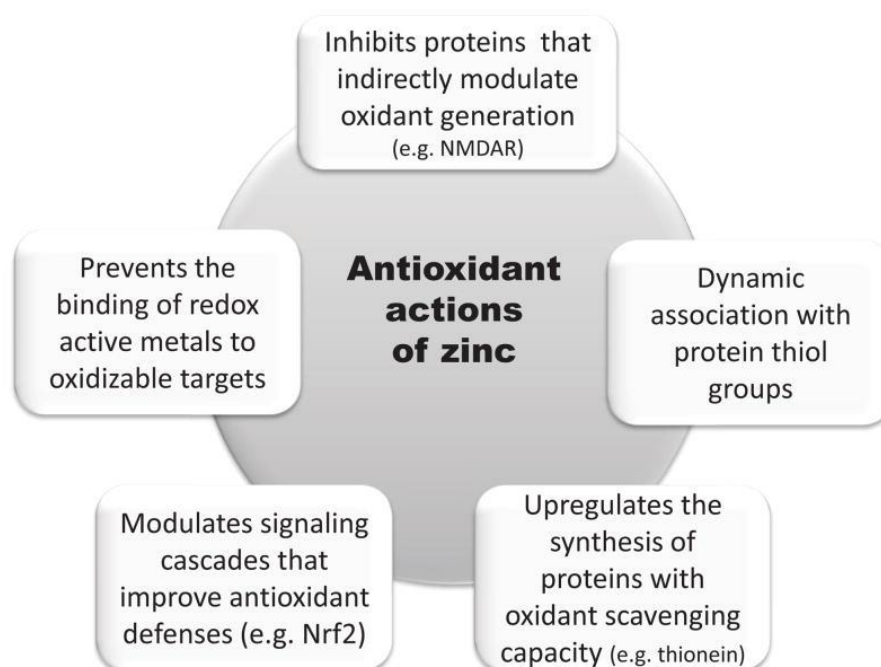 Inhibits proteins that
indirectly modulate
oxidant generation
(e.g. NMDAR)
Antioxidant
actions
of zinc
Prevents the
binding of redox
active metals to
oxidizable targets
Dynamic
association with
protein thiol
groups
Modulates signaling
cascades that
improve antioxidant
defenses (e.g. Nrf2)
Upregulates the
synthesis of
proteins with
oxidant scavenging
capacity (e.g. thionein)